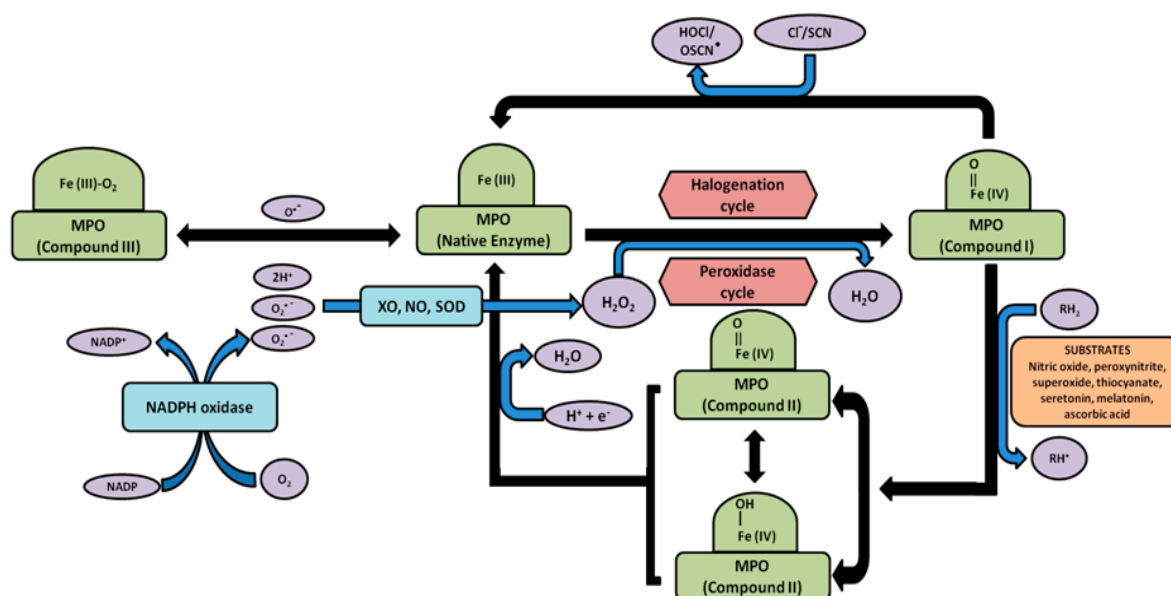 HOCl/
OSCN•
Cl⁻/SCN
Fe (III)-O₂
MPO
(Compound III)
O•⁻
Fe (III)
MPO
(Native Enzyme)
Halogenation
cycle
O
||
Fe (IV)
MPO
(Compound I)
2H⁺
O₂•⁻
O₂•⁻
XO, NO, SOD
H₂O₂
Peroxidase
cycle
H₂O
NADP⁺
NADPH oxidase
NADP
O₂
H₂O
H⁺ + e⁻
O
||
Fe (IV)
MPO
(Compound II)
OH
|
Fe (IV)
MPO
(Compound II)
RH₂
SUBSTRATES
Nitric oxide, peroxynitrite,
superoxide, thiocyanate,
seretonin, melatonin,
ascorbic acid
RH•